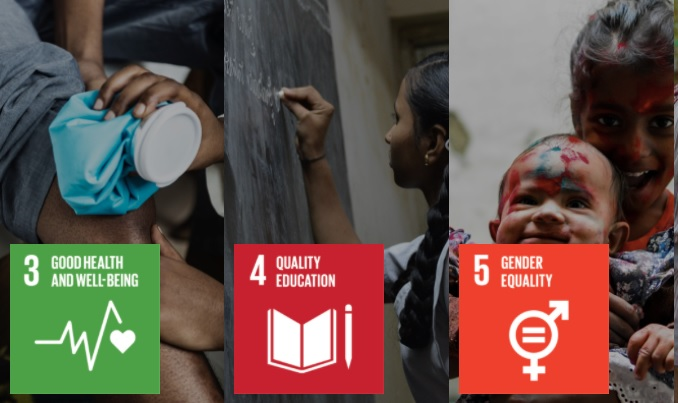 3 GOOD HEALTH
AND WELL-BEING
4 QUALITY
EDUCATION
5 GENDER
EQUALITY